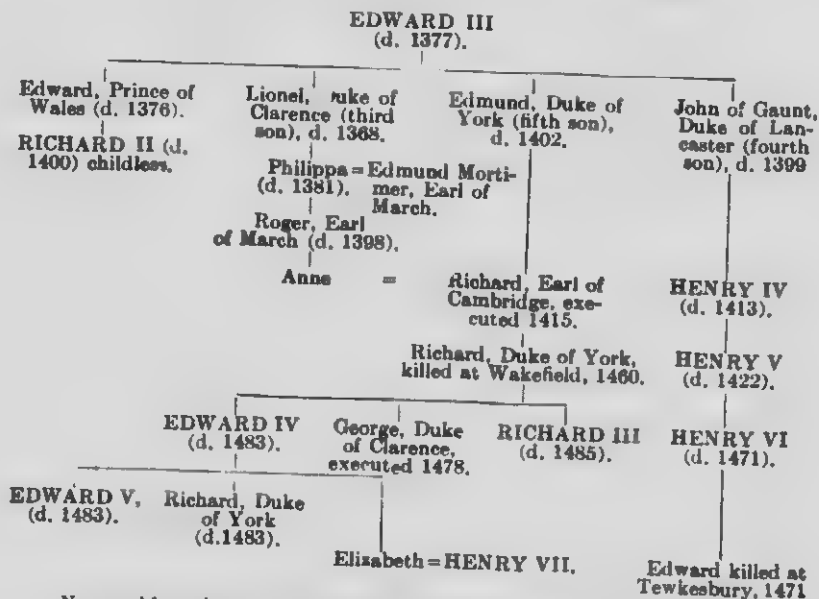 EDWARD III
(d. 1377).
Edward, Prince of
Wales (d. 1376).
RICHARD II (d.
1400) childless.
Lionel, uke of
Clarence (third
son), d. 1368.
Philippa = Edmund Morti-
(d. 1381). mer, Earl of
March.
Roger, Earl
of March (d. 1398).
Edmund, Duke of
York (fifth son),
d. 1402.
John of Gaunt,
Duke of Lan-
caster (fourth
son), d. 1399
Anne = Richard, Earl of
Cambridge, exe-
cuted 1415.
HENRY IV
(d. 1413).
Richard, Duke of York,
killed at Wakefield, 1460.
HENRY V
(d. 1422).
EDWARD IV
(d. 1483).
George, Duke
of Clarence,
executed 1478.
RICHARD III
(d. 1485).
HENRY VI
(d. 1471).
EDWARD V,
(d. 1483).
Richard, Duke
of York
(d.1483).
Elizabeth = HENRY VII.
Edward killed at
Tewkesbury, 1471